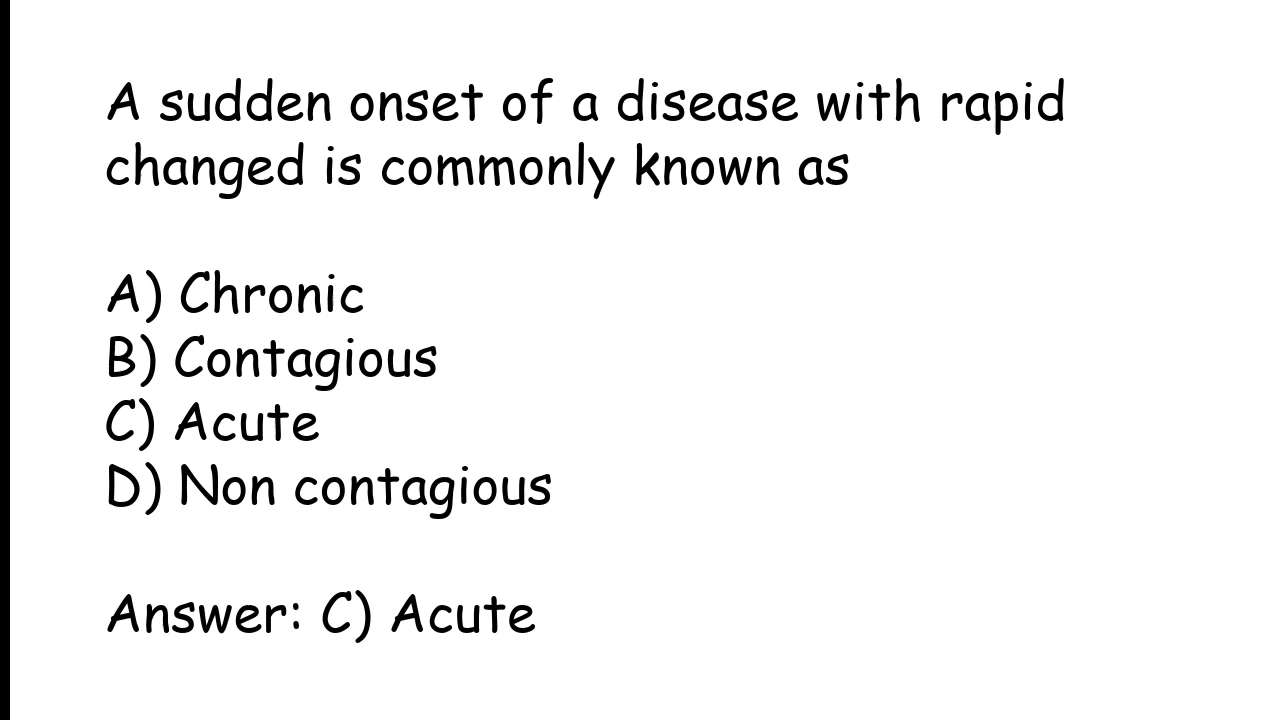 A sudden onset of a disease with rapid
changed is commonly known as
A) Chronic
B) Contagious
C) Acute
D) Non contagious
Answer: C) Acute